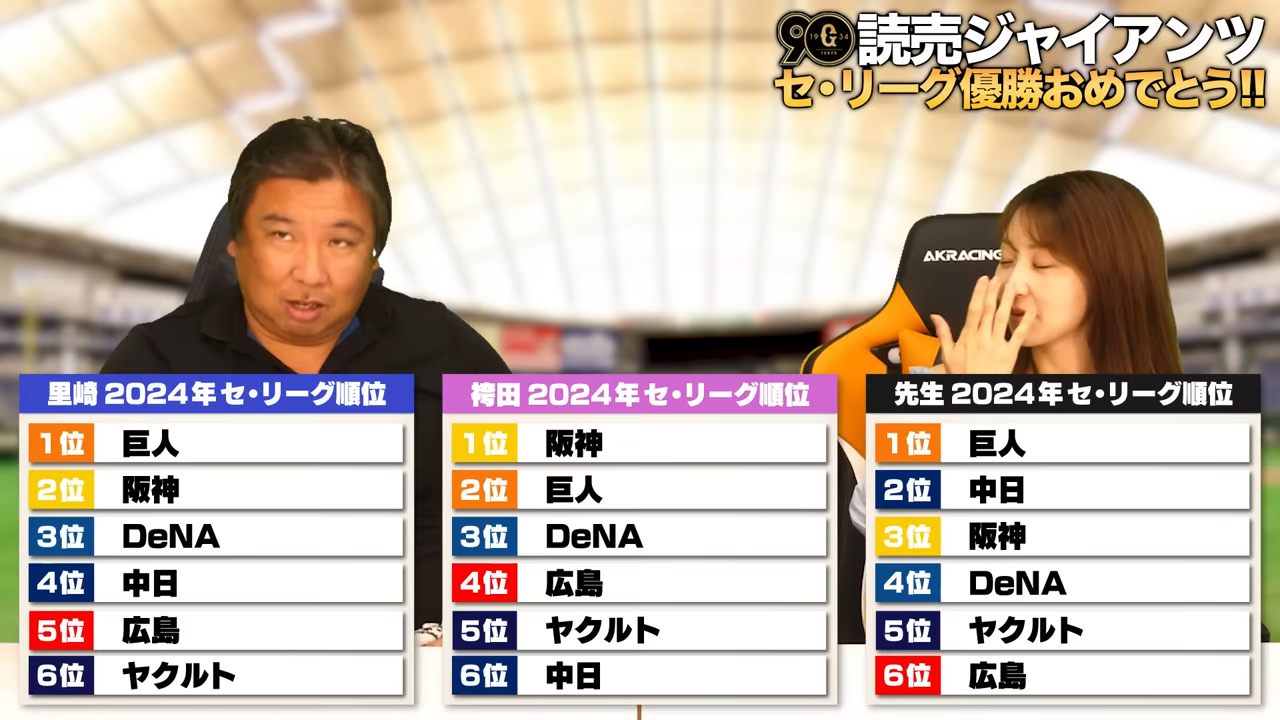 90
1934
G
TOKYO
読売ジャイアンツ
セ・リーグ優勝おめでとう!!
AKRACING
里崎 2024年 セ・リーグ順位
1位 巨人
2位 阪神
3位 DeNA
4位 中日
5位 広島
6位 ヤクルト
袴田 2024年 セ・リーグ順位
1位 阪神
2位 巨人
3位 DeNA
4位 広島
5位 ヤクルト
6位 中日
先生 2024年 セ・リーグ順位
1位 巨人
2位 中日
3位 阪神
4位 DeNA
5位 ヤクルト
6位 広島